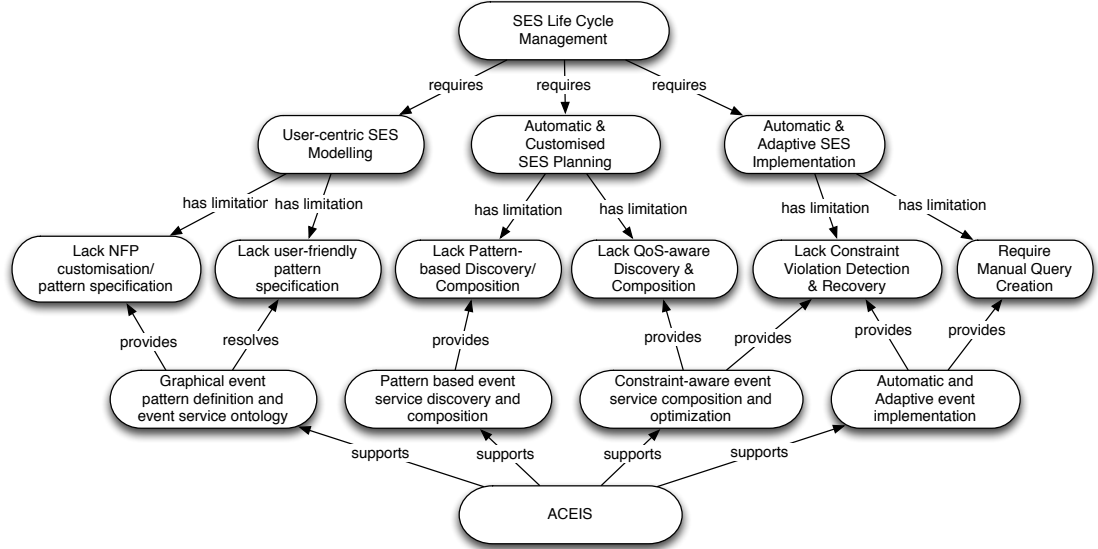 SES Life Cycle
Management
requires
requires
requires
User-centric SES
Modelling
Automatic &
Customised
SES Planning
Automatic &
Adaptive SES
Implementation
has limitation
has limitation
has limitation
has limitation
has limitation
has limitation
Lack NFP
customisation/
pattern specification
Lack user-friendly
pattern
specification
Lack Pattern-
based Discovery/
Composition
Lack QoS-aware
Discovery &
Composition
Lack Constraint
Violation Detection
& Recovery
Require
Manual Query
Creation
provides
resolves
provides
provides
provides
provides
provides
Graphical event
pattern definition and
event service ontology
Pattern based event
service discovery and
composition
Constraint-aware event
service composition and
optimization
Automatic and
Adaptive event
implementation
supports
supports
supports
supports
ACEIS